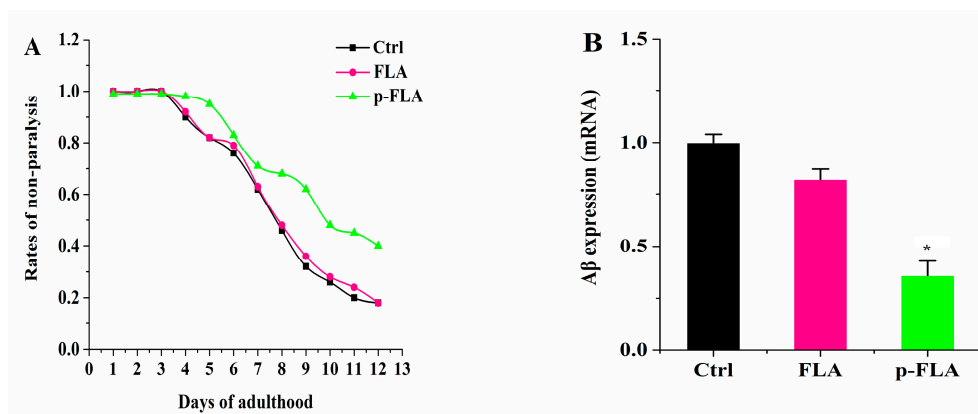 A
1.2
1.0
0.8
0.6
0.4
0.2
0.0
Rates of non-paralysis
Ctrl
FLA
p-FLA
0 1 2 3 4 5 6 7 8 9 10 11 12 13
Days of adulthood
B
1.5
1.0
0.5
0.0
Aβ expression (mRNA)
*
Ctrl FLA p-FLA